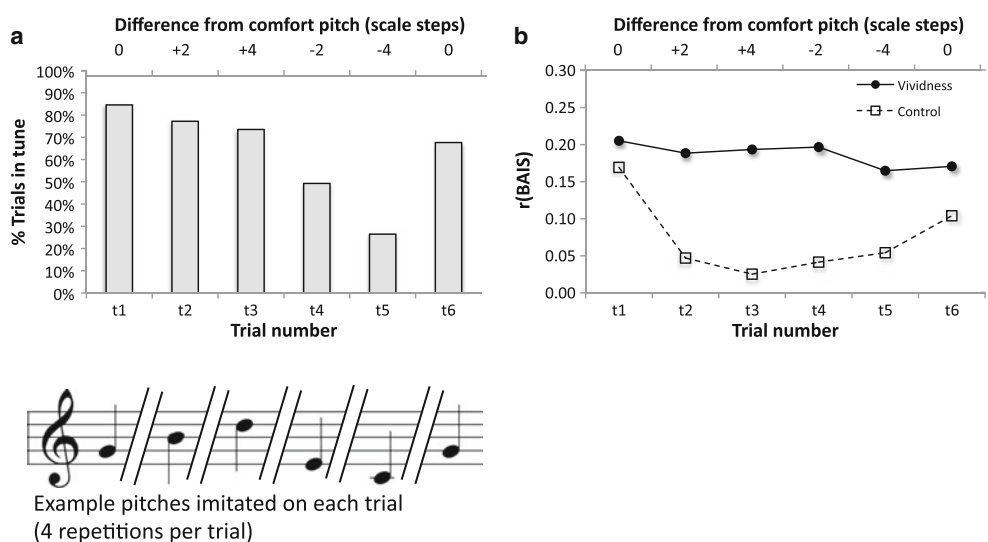 a
Difference from comfort pitch (scale steps)
0 +2 +4 -2 -4 0
100%
90%
80%
70%
60%
50%
40%
30%
20%
10%
0%
% Trials in tune
t1 t2 t3 t4 t5 t6
Trial number
Example pitches imitated on each trial
(4 repetitions per trial)
b
Difference from comfort pitch (scale steps)
0 +2 +4 -2 -4 0
0.30
0.25
0.20
0.15
0.10
0.05
0.00
r(BAIS)
Vividness
Control
t1 t2 t3 t4 t5 t6
Trial number